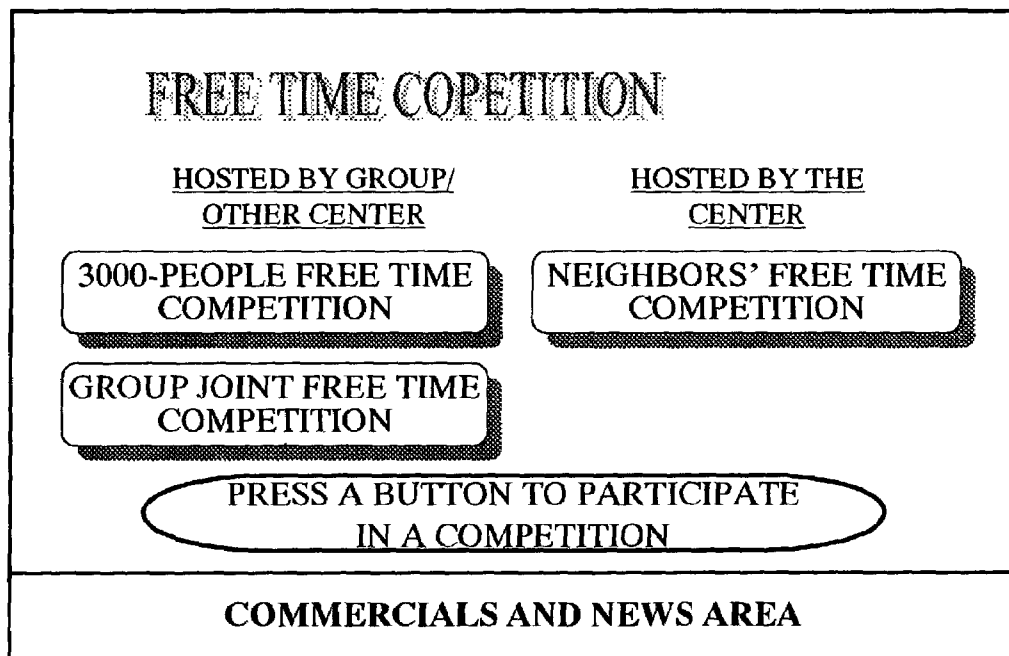 FREE TIME COPETITION
HOSTED BY GROUP/
OTHER CENTER
3000-PEOPLE FREE TIME
COMPETITION
GROUP JOINT FREE TIME
COMPETITION
HOSTED BY THE
CENTER
NEIGHBORS' FREE TIME
COMPETITION
PRESS A BUTTON TO PARTICIPATE
IN A COMPETITION
COMMERCIALS AND NEWS AREA